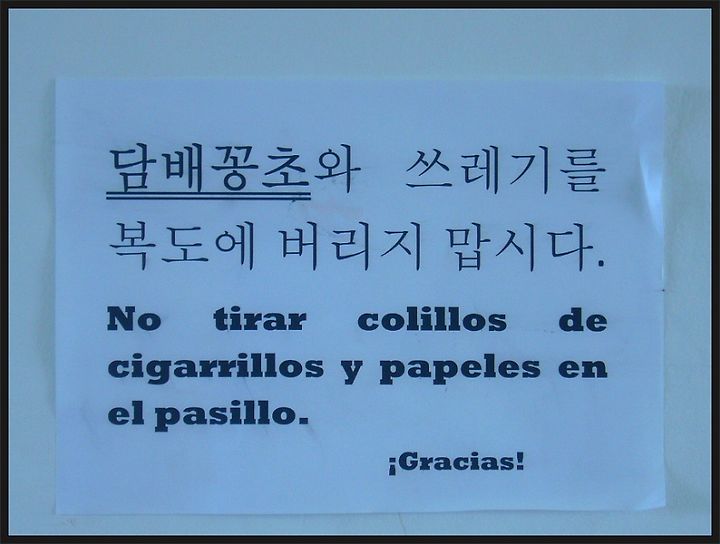 담배꽁초와 쓰레기를
복도에 버리지 맙시다.
No tirar colillos de
cigarrillos y papeles en
el pasillo.
¡Gracias!